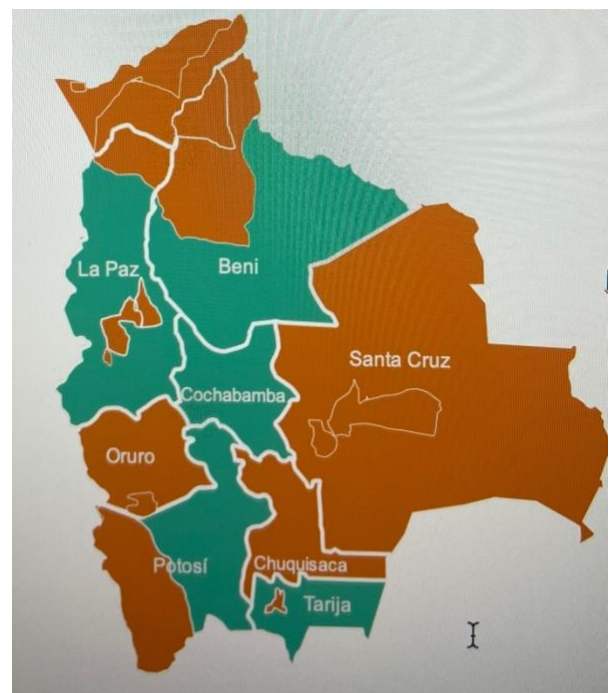 La Paz
Beni
Santa Cruz
Cochabamba
Oruro
Potosí
Chuquisaca
Tarija